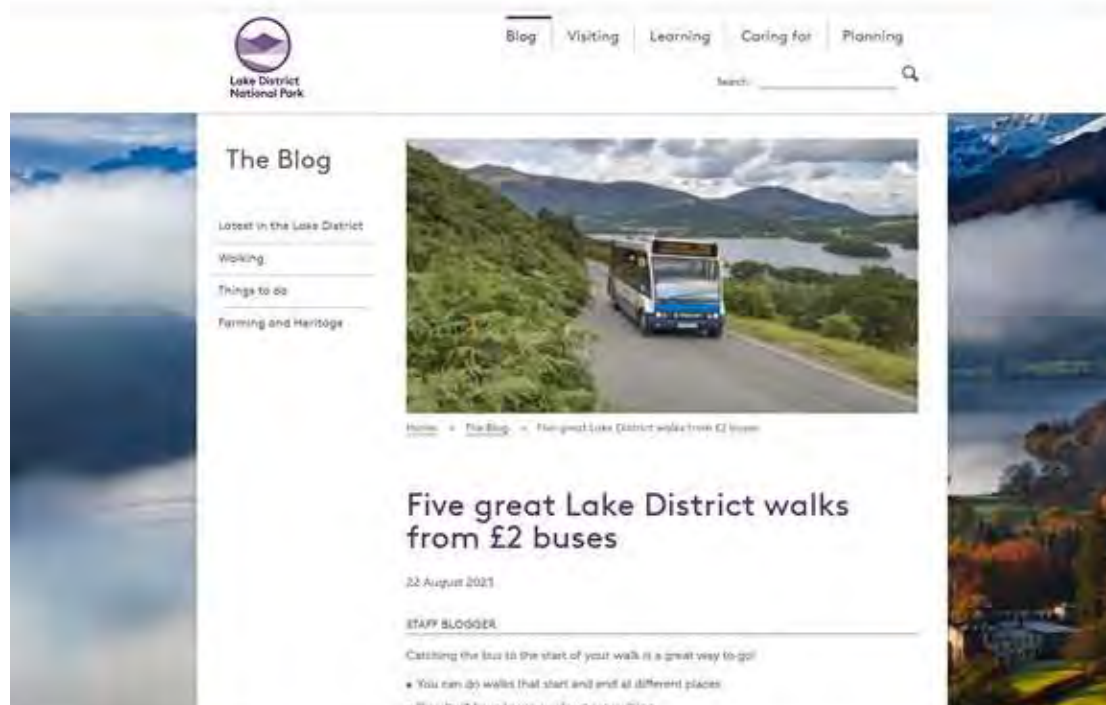 Lake District
National Park
Blog
Visiting
Learning
Caring for
Planning
Search
The Blog
Latest in the Lake District
Walking
Things to do
Farming and Heritage
Home
The Blog
Five great Lake District walks from £2 buses
Five great Lake District walks
from £2 buses
22 August
STAFF BLOGGER
Catching the bus to the start of your walk is a great way to go!
• You can do walks that start and end at different places